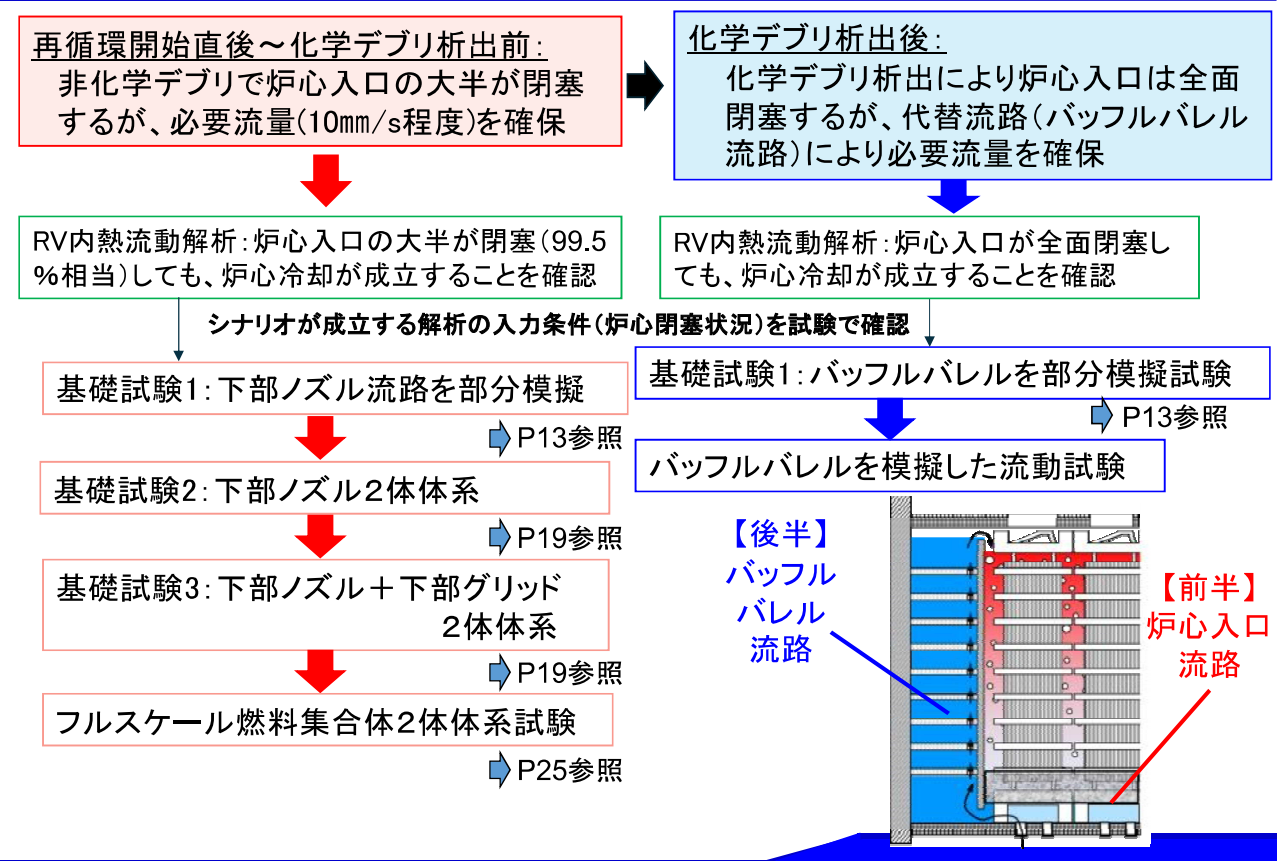 再循環開始直後～化学デブリ析出前:
非化学デブリで炉心入口の大半が閉塞
するが、必要流量(10㎜/s程度)を確保
化学デブリ析出後:
化学デブリ析出により炉心入口は全面
閉塞するが、代替流路(バッフルバレル
流路)により必要流量を確保
RV内熱流動解析:炉心入口の大半が閉塞(99.5
%相当)しても、炉心冷却が成立することを確認
RV内熱流動解析:炉心入口が全面閉塞し
ても、炉心冷却が成立することを確認
シナリオが成立する解析の入力条件(炉心閉塞状況)を試験で確認
基礎試験1:下部ノズル流路を部分模擬
P13参照
基礎試験2:下部ノズル2体体系
P19参照
基礎試験3:下部ノズル+下部グリッド
2体体系
P19参照
フルスケール燃料集合体2体体系試験
P25参照
基礎試験1:バッフルバレルを部分模擬試験
P13参照
バッフルバレルを模擬した流動試験
【後半】
バッフル
バレル
流路
【前半】
炉心入口
流路